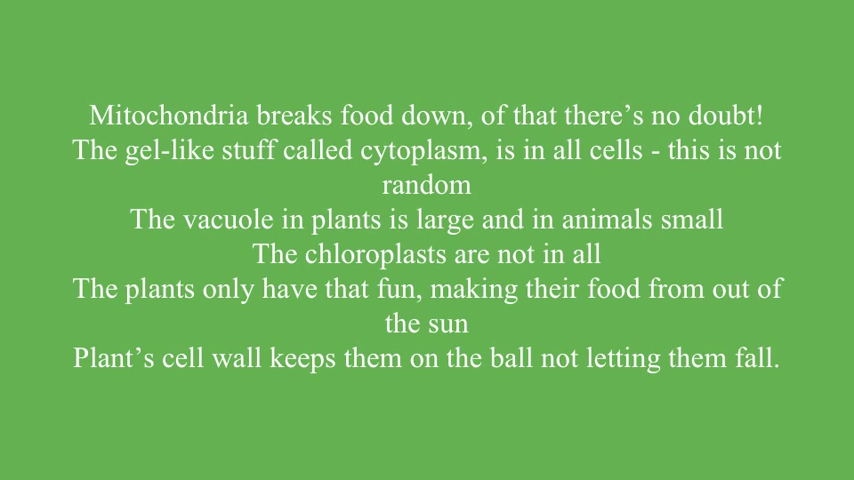 Mitochondria breaks food down, of that there’s no doubt!
The gel-like stuff called cytoplasm, is in all cells - this is not
random
The vacuole in plants is large and in animals small
The chloroplasts are not in all
The plants only have that fun, making their food from out of
the sun
Plant’s cell wall keeps them on the ball not letting them fall.